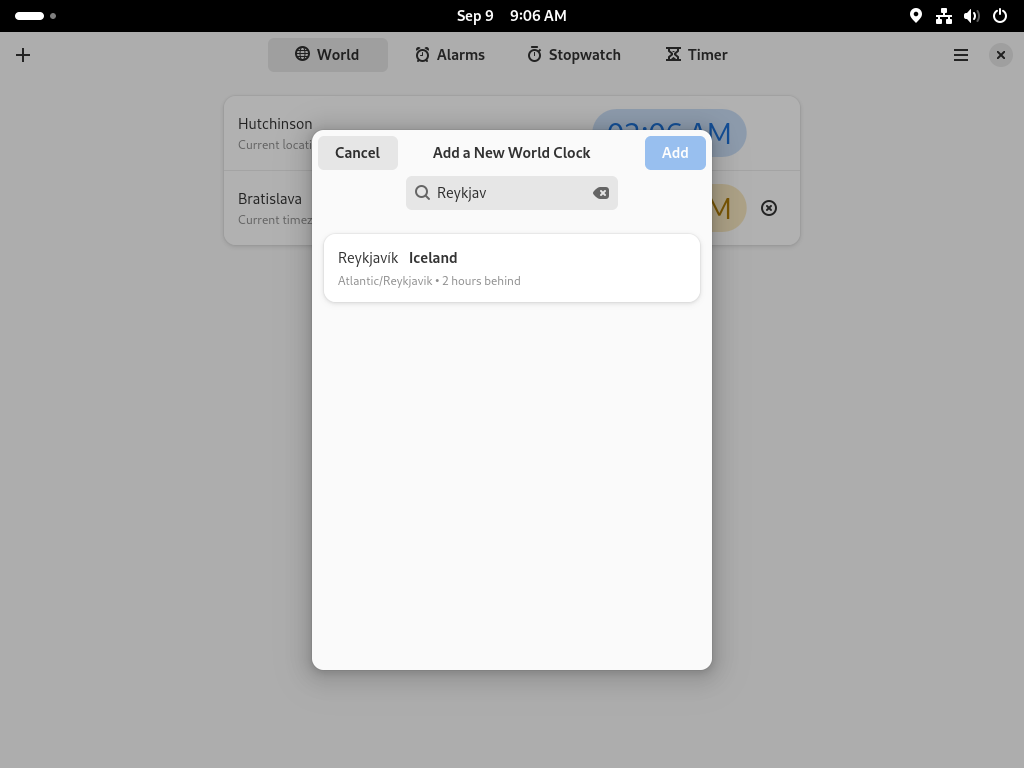 Sep 9 9:06 AM
World Alarms Stopwatch Timer
Hutchinson
Current locati
Bratislava
Current timez
Cancel Add a New World Clock Add
Reykjav
Reykjavík Iceland
Atlantic/Reykjavik • 2 hours behind